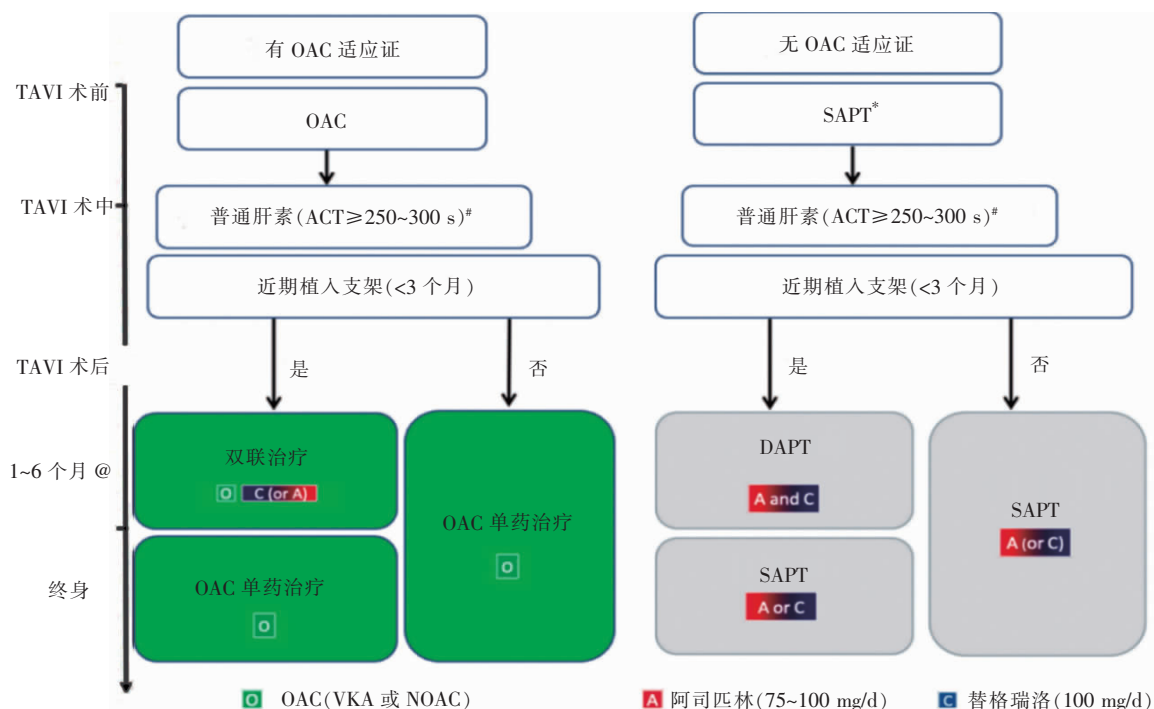 有 OAC 适应证
无 OAC 适应证
TAVI 术前
OAC
SAPT*
TAVI 术中
普通肝素(ACT≥250~300 s)#
普通肝素(ACT≥250~300 s)#
近期植入支架(<3 个月)
近期植入支架(<3 个月)
TAVI 术后
是
否
是
否
1~6 个月 @
双联治疗
O C (or A)
OAC 单药治疗
O
DAPT
A and C
SAPT
A (or C)
终身
OAC 单药治疗
O
SAPT
A or C
O OAC(VKA 或 NOAC)
A 阿司匹林(75~100 mg/d)
C 替格瑞洛(100 mg/d)